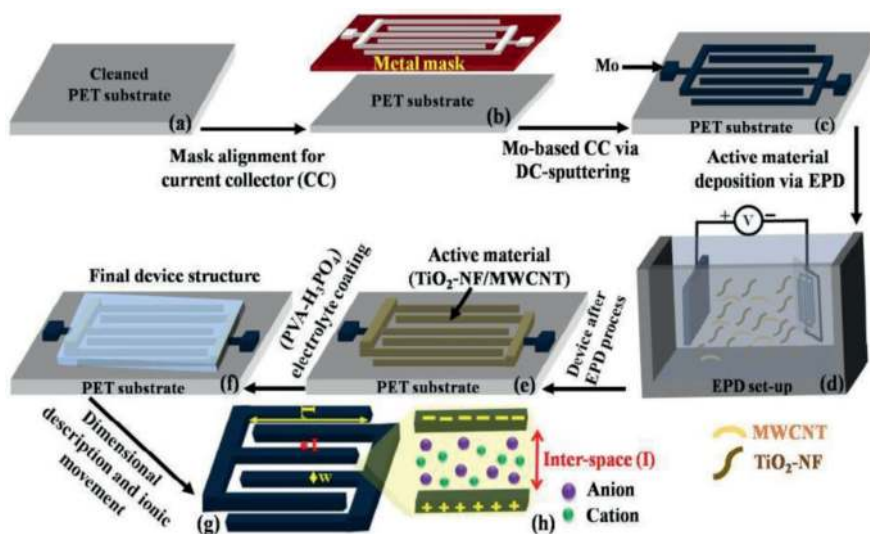 Cleaned
PET substrate
(a)
Mask alignment for
current collector (CC)
Metal mask
PET substrate
(b)
Mo-based CC via
DC-sputtering
Mo
PET substrate
(c)
Active material
deposition via EPD
+ V −
EPD set-up
(d)
MWCNT
TiO₂-NF
Device after
EPD process
Active material
(TiO₂-NF/MWCNT)
PET substrate
(e)
(PVA-H₃PO₄)
electrolyte coating
Final device structure
PET substrate
(f)
Dimensional
description and ionic
movement
L
I
w
(g)
− − − − − −
+ + + + + +
Inter-space (I)
Anion
Cation
(h)